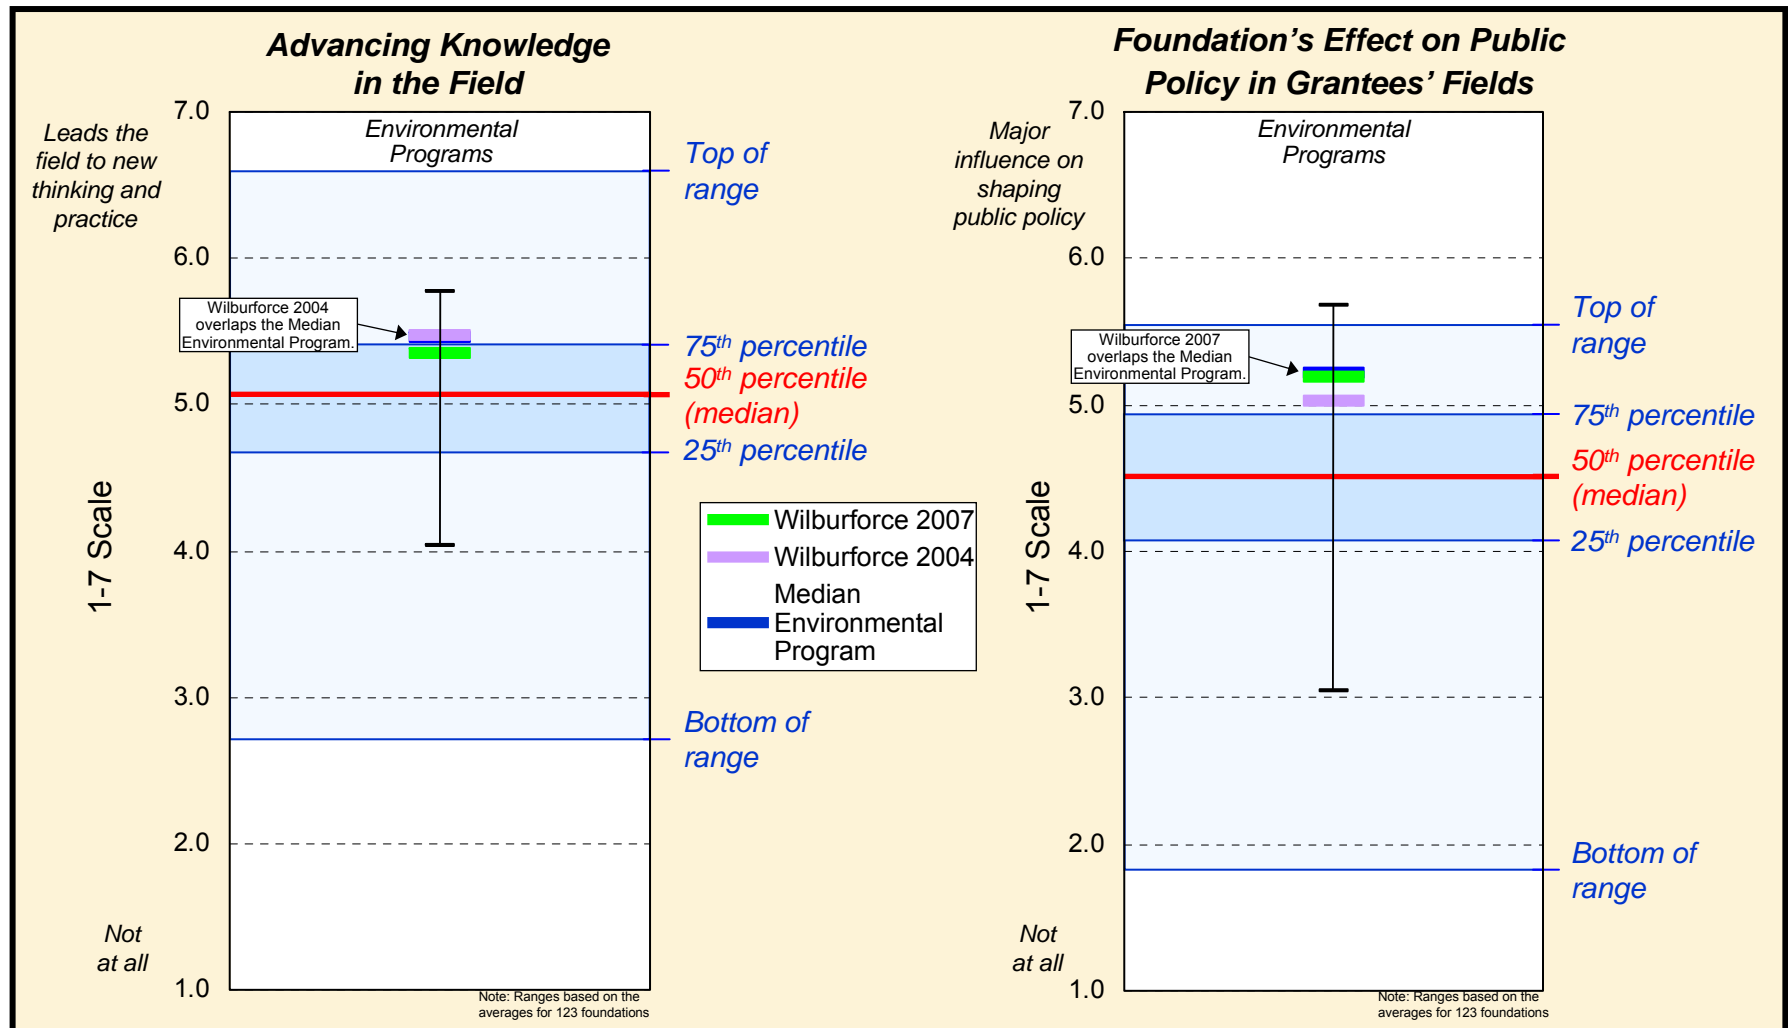 Advancing Knowledge
in the Field
Leads the
field to new
thinking and
practice
7.0
6.0
5.0
4.0
3.0
2.0
1.0
1-7 Scale
Not
at all
Environmental
Programs
Wilburforce 2004
overlaps the Median
Environmental Program.
Top of
range
75th percentile
50th percentile
(median)
25th percentile
Bottom of
range
Note: Ranges based on the
averages for 123 foundations
Wilburforce 2007
Wilburforce 2004
Median
Environmental
Program
Foundation’s Effect on Public
Policy in Grantees’ Fields
Major
influence on
shaping
public policy
7.0
6.0
5.0
4.0
3.0
2.0
1.0
1-7 Scale
Not
at all
Environmental
Programs
Wilburforce 2007
overlaps the Median
Environmental Program.
Top of
range
75th percentile
50th percentile
(median)
25th percentile
Bottom of
range
Note: Ranges based on the
averages for 123 foundations